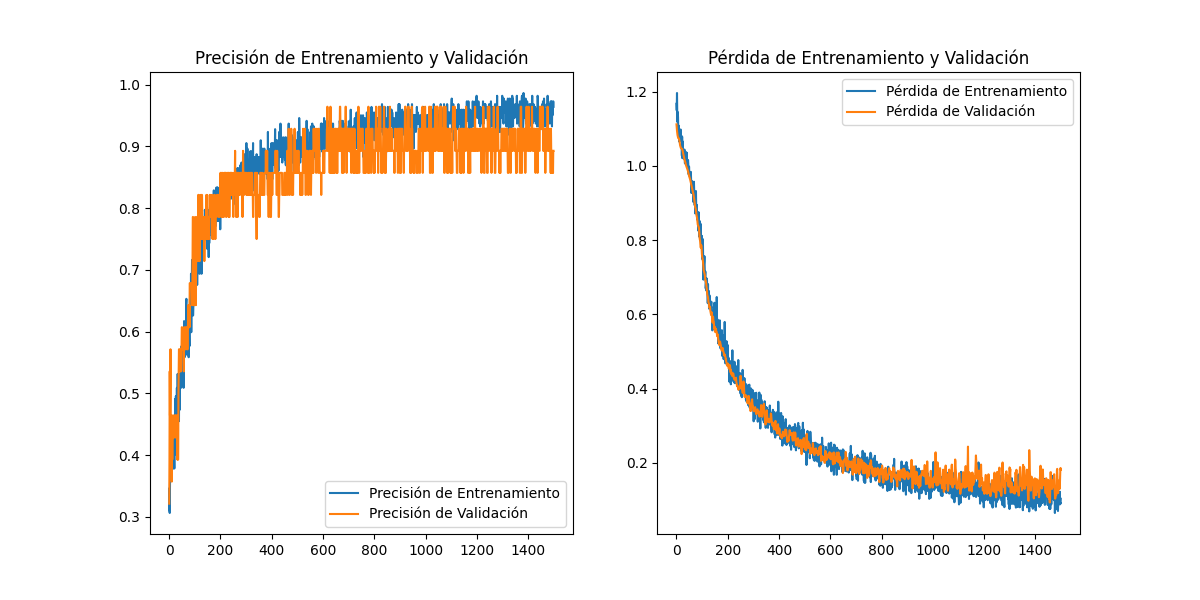 Precisión de Entrenamiento y Validación
1.0
0.9
0.8
0.7
0.6
0.5
0.4
0.3
0 200 400 600 800 1000 1200 1400
Precisión de Entrenamiento
Precisión de Validación
Pérdida de Entrenamiento y Validación
1.2
1.0
0.8
0.6
0.4
0.2
0 200 400 600 800 1000 1200 1400
Pérdida de Entrenamiento
Pérdida de Validación